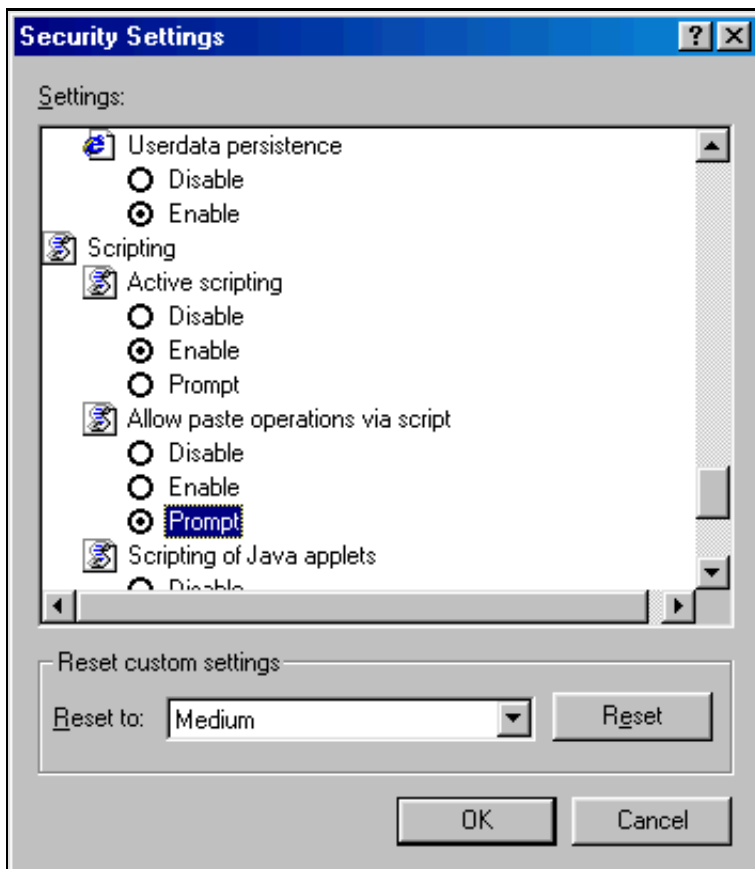 Security Settings
Settings:
Userdata persistence
Disable
Enable
Scripting
Active scripting
Disable
Enable
Prompt
Allow paste operations via script
Disable
Enable
Prompt
Scripting of Java applets
Disable
Reset custom settings
Reset to: Medium Reset
OK Cancel